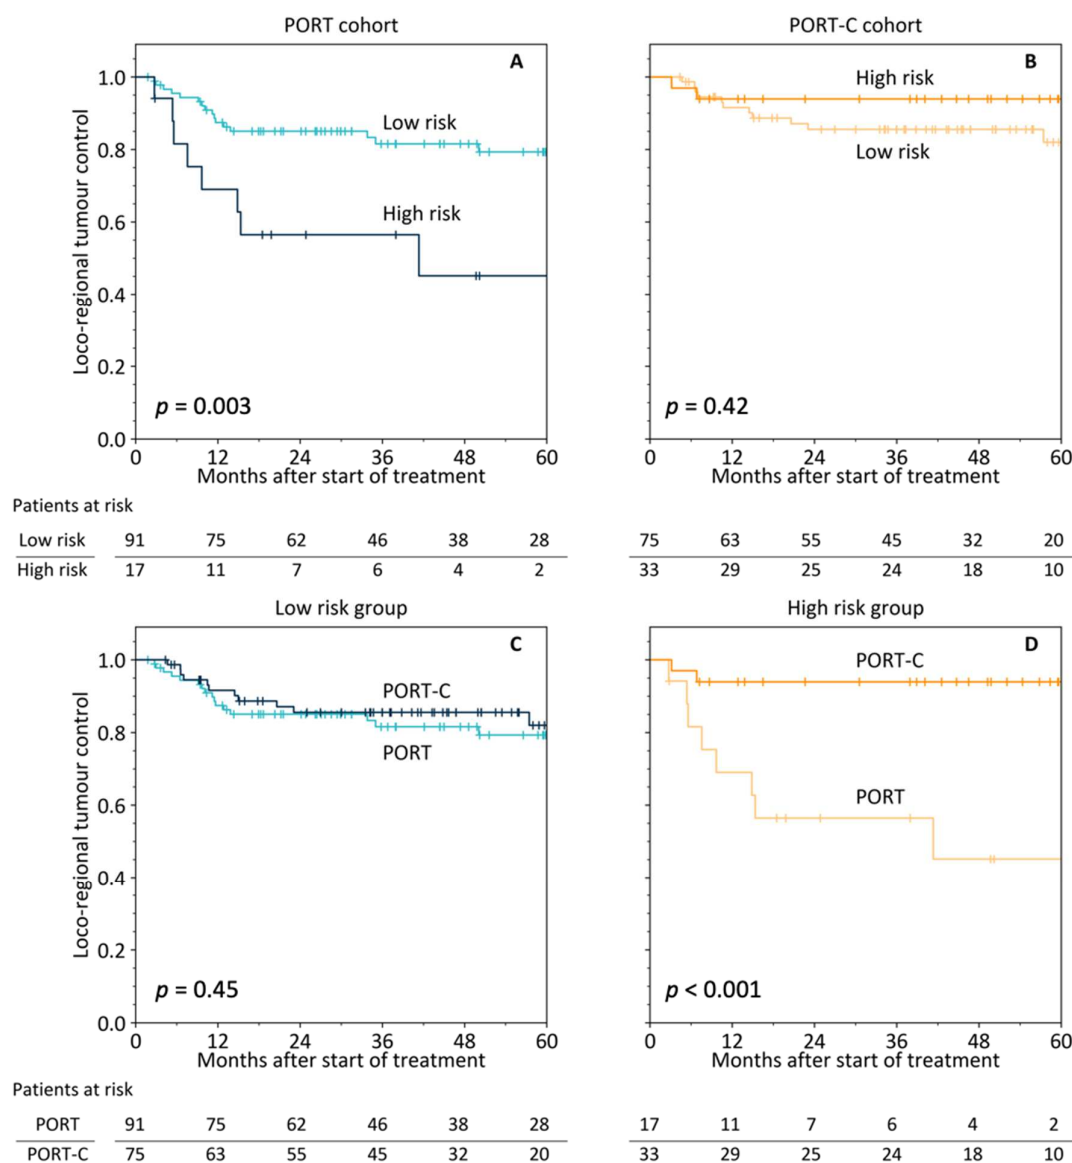 PORT cohort
PORT-C cohort
A
B
Loco-regional tumour control
1.0
0.8
0.6
0.4
0.2
0.0
Low risk
High risk
p = 0.003
High risk
Low risk
p = 0.42
0 12 24 36 48 60
0 12 24 36 48 60
Months after start of treatment
Months after start of treatment
Patients at risk
Low risk 91 75 62 46 38 28 75 63 55 45 32 20
High risk 17 11 7 6 4 2 33 29 25 24 18 10
Low risk group
High risk group
C
D
Loco-regional tumour control
1.0
0.8
0.6
0.4
0.2
0.0
PORT-C
PORT
p = 0.45
PORT-C
PORT
p < 0.001
0 12 24 36 48 60
0 12 24 36 48 60
Months after start of treatment
Months after start of treatment
Patients at risk
PORT 91 75 62 46 38 28 17 11 7 6 4 2
PORT-C 75 63 55 45 32 20 33 29 25 24 18 10